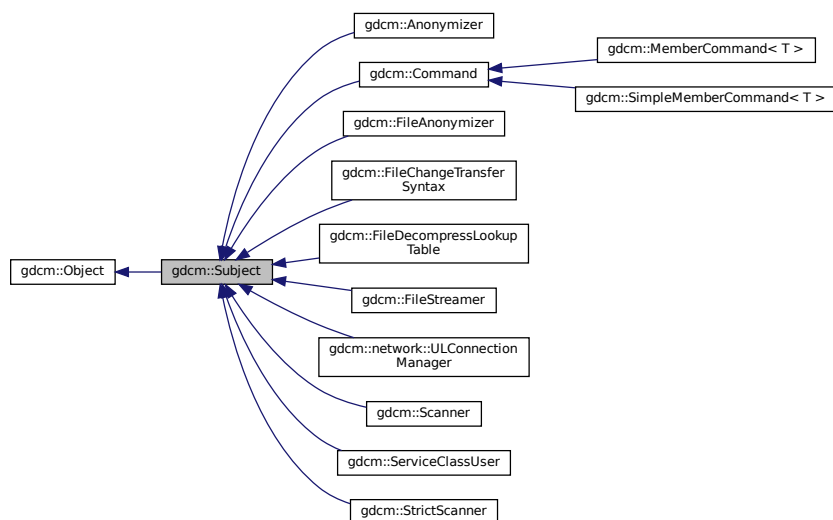 gdcm::Anonymizer
gdcm::Command
gdcm::MemberCommand< T >
gdcm::SimpleMemberCommand< T >
gdcm::FileAnonymizer
gdcm::FileChangeTransfer
Syntax
gdcm::FileDecompressLookup
Table
gdcm::Object
gdcm::Subject
gdcm::FileStreamer
gdcm::network::ULConnection
Manager
gdcm::Scanner
gdcm::ServiceClassUser
gdcm::StrictScanner